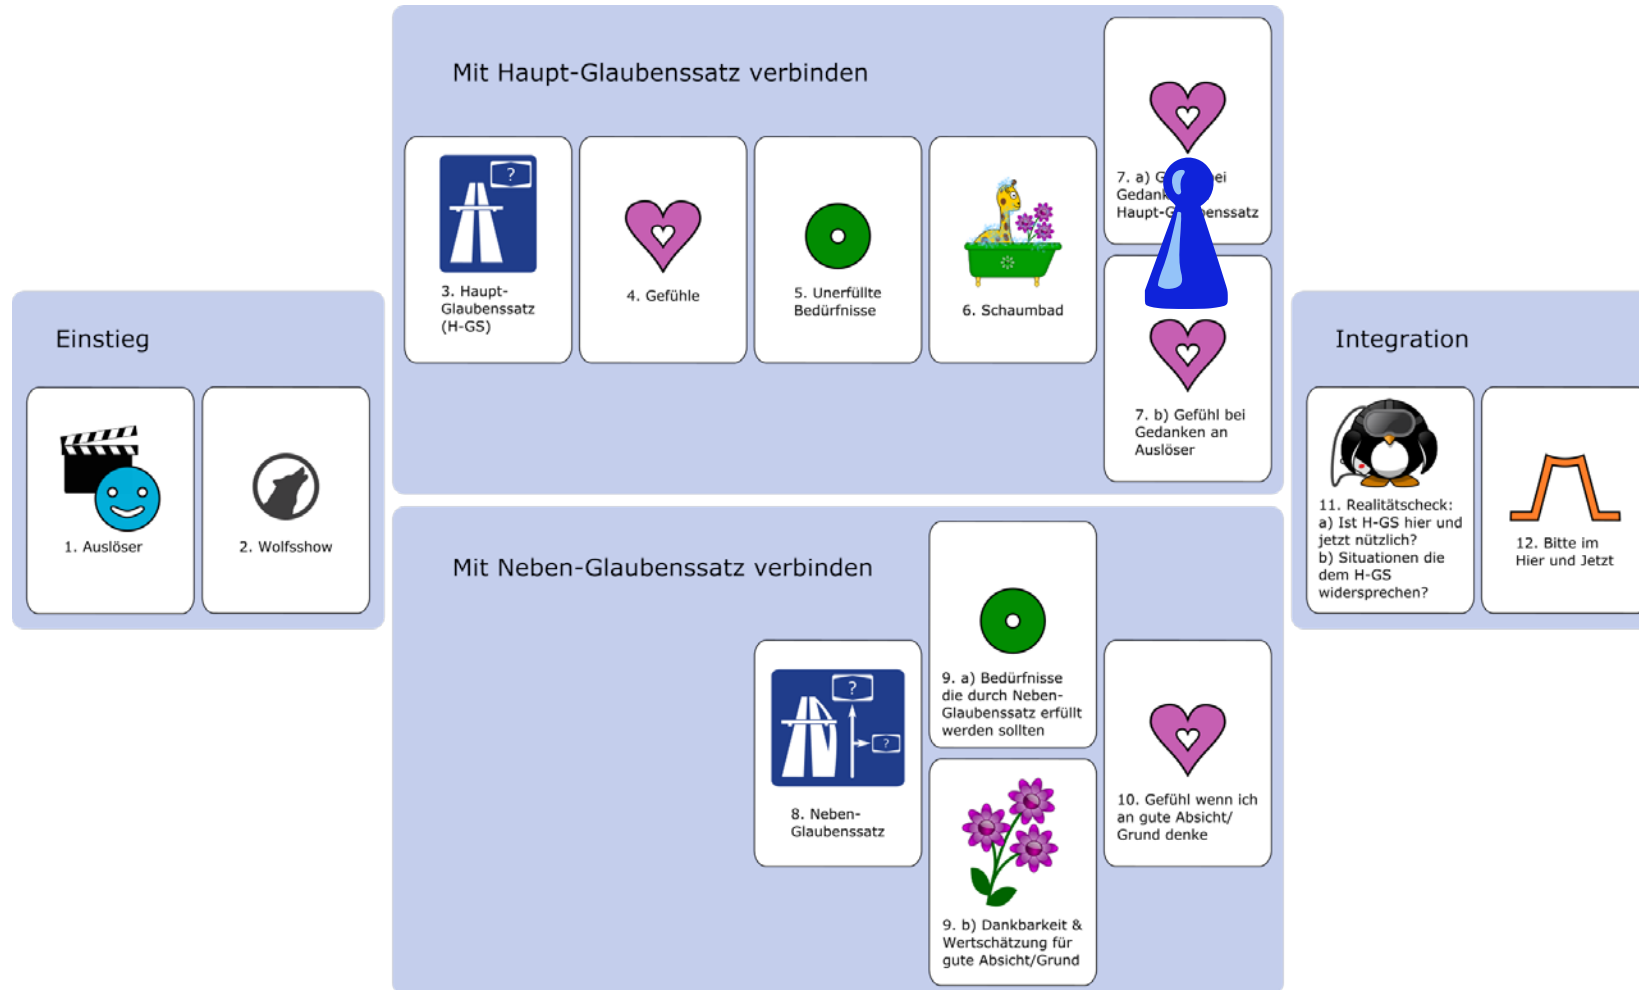 Einstieg
1. Auslöser
2. Wolfsshow
Mit Haupt-Glaubenssatz verbinden
?
3. Haupt-
Glaubenssatz
(H-GS)
4. Gefühle
5. Unerfüllte
Bedürfnisse
6. Schaumbad
7. a) ei
Haupt-
7. b) Gefühl bei
Gedanken an
Auslöser
Mit Neben-Glaubenssatz verbinden
?
?
8. Neben-
Glaubenssatz
9. a) Bedürfnisse
die durch Neben-
Glaubenssatz erfüllt
werden sollten
9. b) Dankbarkeit &
Wertschätzung für
gute Absicht/Grund
10. Gefühl wenn ich
an gute Absicht/
Grund denke
Integration
11. Realitätscheck:
a) Ist H-GS hier und
jetzt nützlich?
b) Situationen die
dem H-GS
widersprechen?
12. Bitte im
Hier und Jetzt